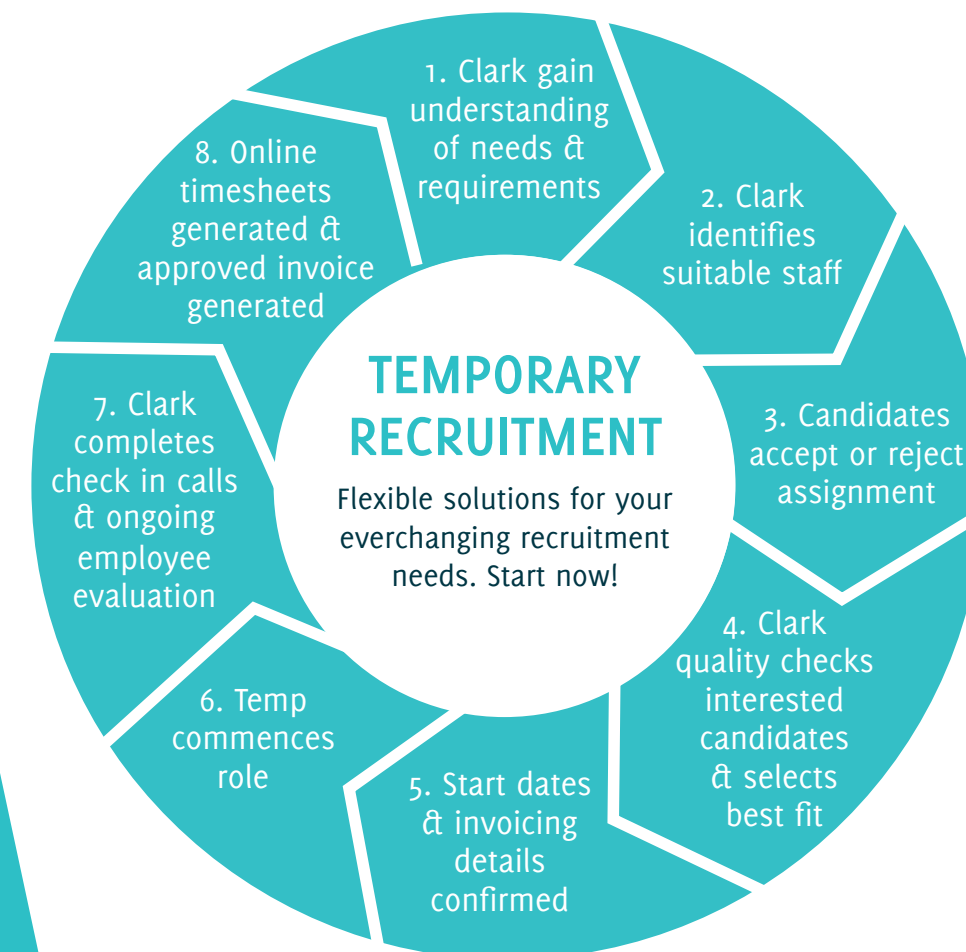 1. Clark gain
understanding
of needs &
requirements
2. Clark
identifies
suitable staff
3. Candidates
accept or reject
assignment
4. Clark
quality checks
interested
candidates
& selects
best fit
5. Start dates
& invoicing
details
confirmed
6. Temp
commences
role
7. Clark
completes
check in calls
& ongoing
employee
evaluation
8. Online
timesheets
generated &
approved invoice
generated
TEMPORARY
RECRUITMENT
Flexible solutions for your
everchanging recruitment
needs. Start now!